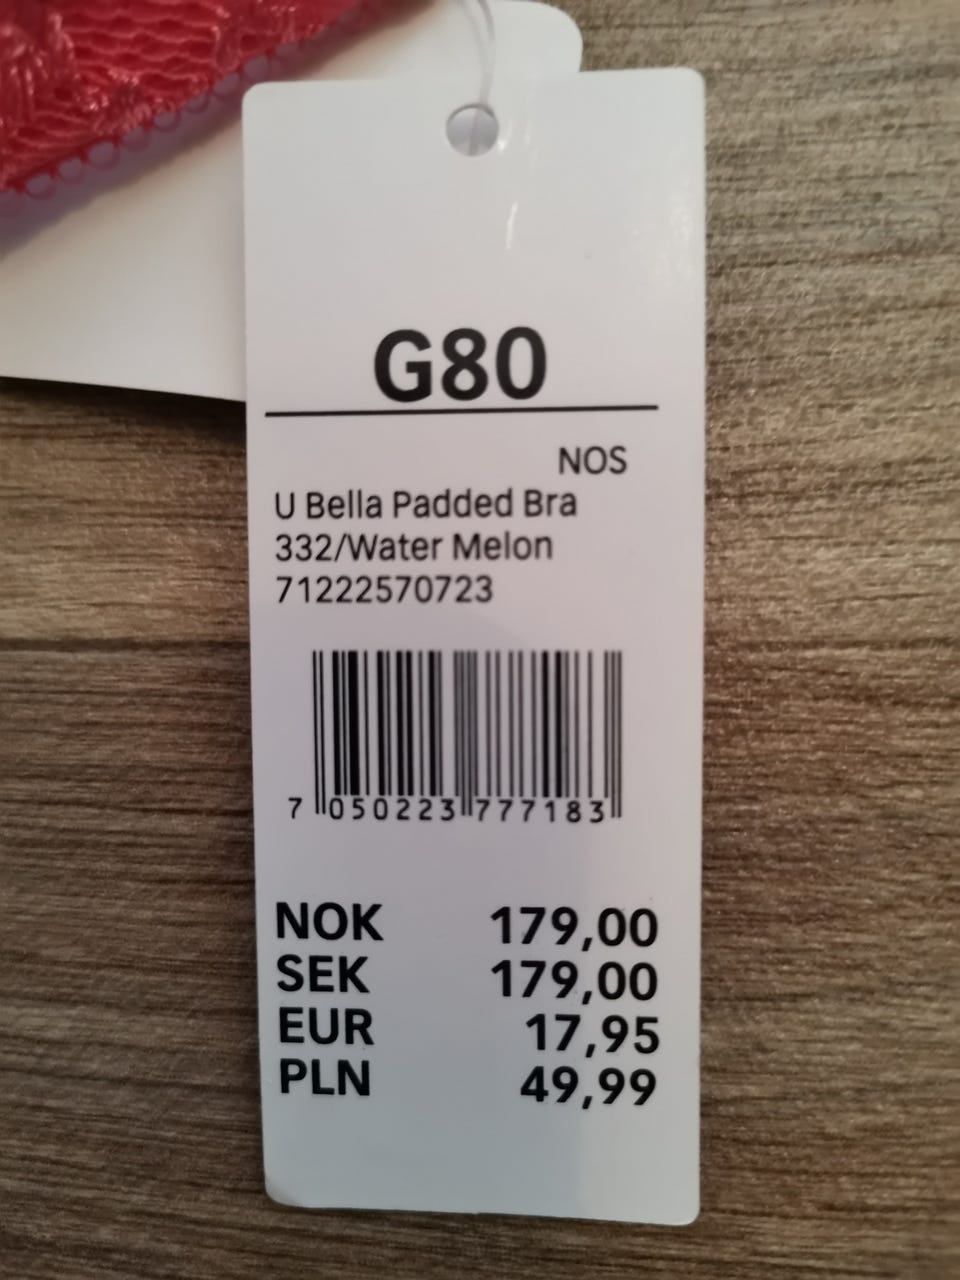 G80
NOS
U Bella Padded Bra
332/Water Melon
71222570723
7 050223 777183
NOK 179,00
SEK 179,00
EUR 17,95
PLN 49,99